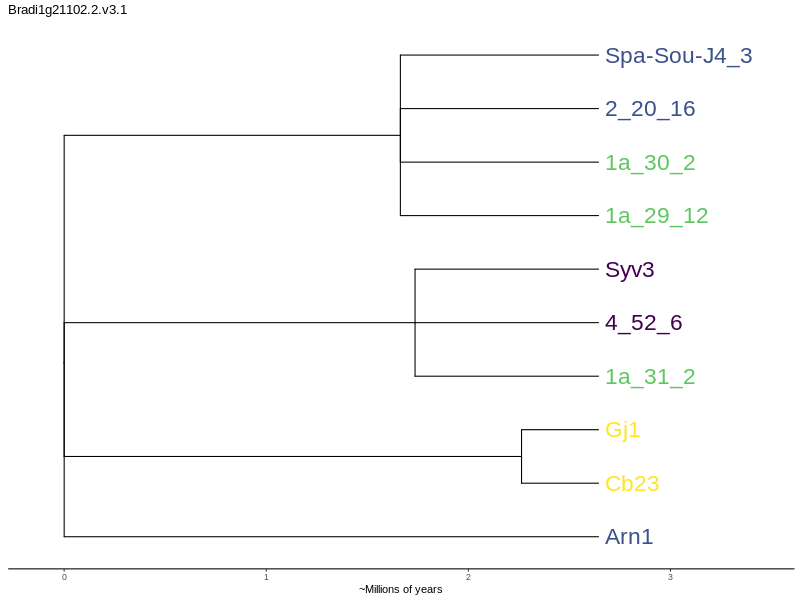 Bradi1g21102.2.v3.1
Spa-Sou-J4_3
2_20_16
1a_30_2
1a_29_12
Syv3
4_52_6
1a_31_2
Gj1
Cb23
Arn1
0 1 2 3
~Millions of years